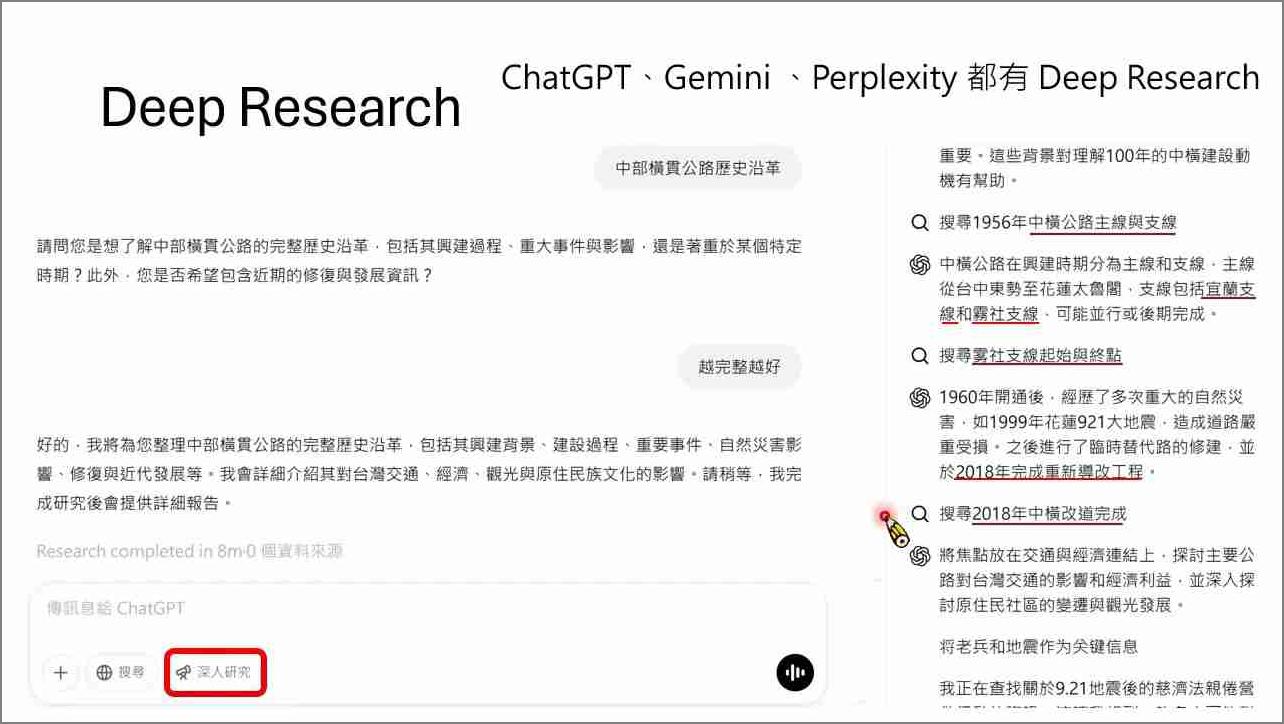 Deep Research
ChatGPT、Gemini 、Perplexity 都有 Deep Research
中部橫貫公路歷史沿革
請問您是想了解中部橫貫公路的完整歷史沿革，包括其興建過程、重大事件與影響，還是著重於某個特定
時期？此外，您是否希望包含近期的修復與發展資訊？
越完整越好
好的，我將為您整理中部橫貫公路的完整歷史沿革，包括其興建背景、建設過程、重要事件、自然災害影
響、修復與近代發展等。我會詳細介紹其對台灣交通、經濟、觀光與原住民族文化的影響。請稍等，我完
成研究後會提供詳細報告。
Research completed in 8m·0 個資料來源
傳訊息給 ChatGPT
搜尋
深入研究
重要。這些背景對理解100年的中橫建設動
機有幫助。
搜尋1956年中橫公路主線與支線
中橫公路在興建時期分為主線和支線，主線
從台中東勢至花蓮太魯閣、支線包括宜蘭支
線和霧社支線、可能並行或後期完成。
搜尋雾社支線起始與終點
1960年開通後，經歷了多次重大的自然災
害，如1999年花蓮921大地震，造成道路嚴
重受損。之後進行了臨時替代路的修建，並
於2018年完成重新導改工程。
搜尋2018年中橫改道完成
將焦點放在交通與經濟連結上，探討主要公
路對台灣交通的影響和經濟利益，並深入探
討原住民社區的變遷與觀光發展。
将老兵和地震作为关键信息
我正在查找關於9.21地震後的慈濟法親倦營